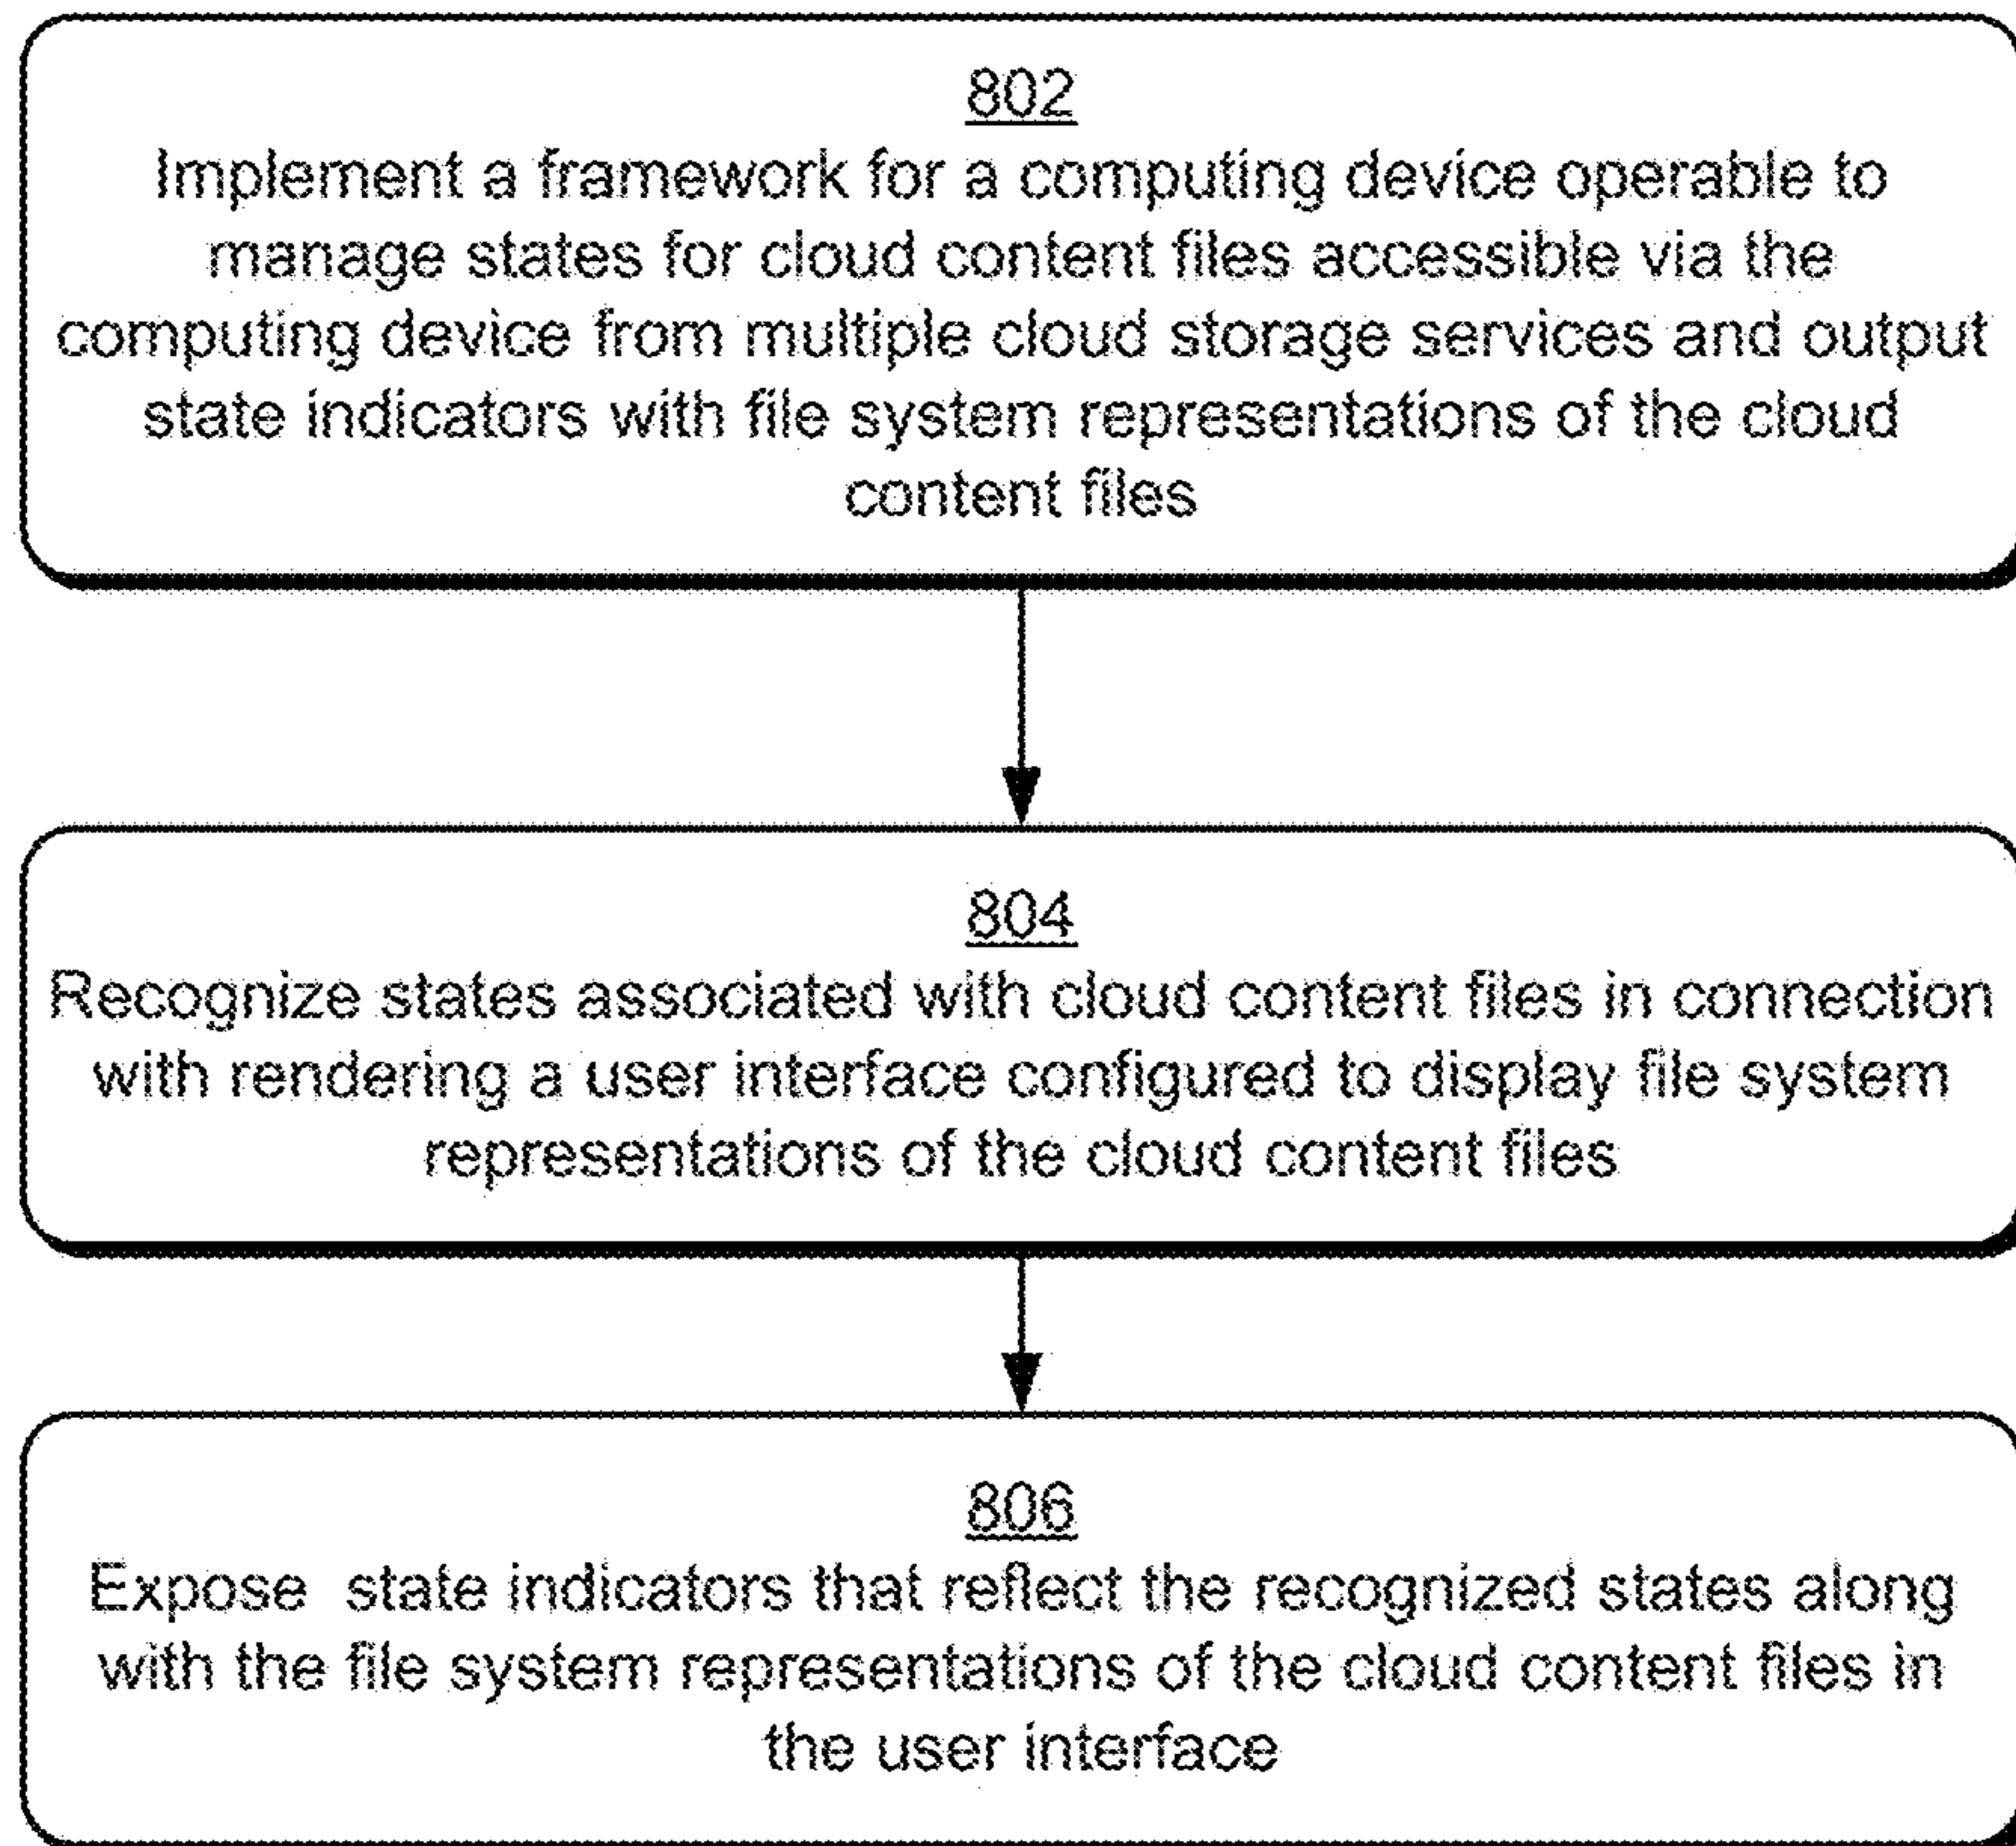 802
Implement a framework for a computing device operable to
manage states for cloud content files accessible via the
computing device from multiple cloud storage services and output
state indicators with file system representations of the cloud
content files
804
Recognize states associated with cloud content files in connection
with rendering a user interface configured to display file system
representations of the cloud content files
806
Expose state indicators that reflect the recognized states along
with the file system representations of the cloud content files in
the user interface